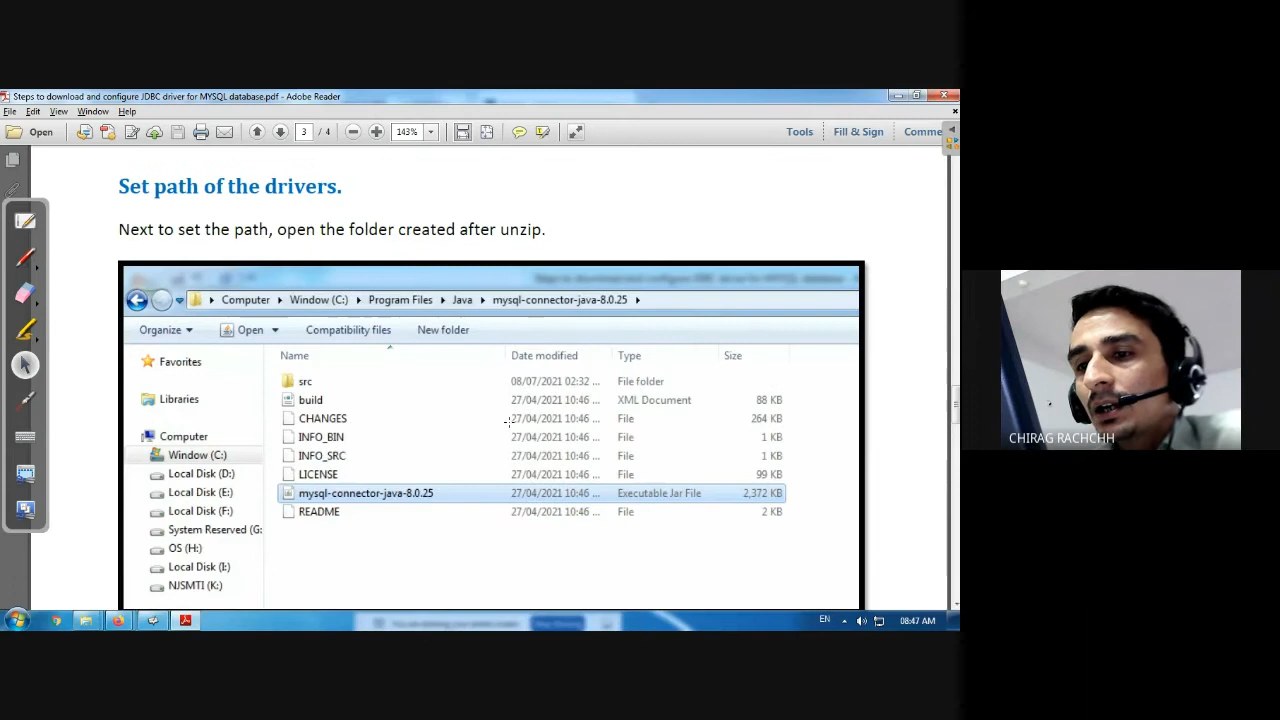 Steps to download and configure JDBC driver for MYSQL database.pdf - Adobe Reader
File Edit View Window Help
Open 3 / 4 143% Tools Fill & Sign Comme
Set path of the drivers.
Next to set the path, open the folder created after unzip.
Computer Window (C:) Program Files Java mysql-connector-java-8.0.25
Organize Open Compatibility files New folder
Name Date modified Type Size
Favorites
Libraries
Computer
Window (C:)
Local Disk (D:)
Local Disk (E:)
Local Disk (F:)
System Reserved (G:
OS (H:)
Local Disk (I:)
NJSMTI (K:)
src 08/07/2021 02:32 ... File folder
build 27/04/2021 10:46 ... XML Document 88 KB
CHANGES 27/04/2021 10:46 ... File 264 KB
INFO_BIN 27/04/2021 10:46 ... File 1 KB
INFO_SRC 27/04/2021 10:46 ... File 1 KB
LICENSE 27/04/2021 10:46 ... File 99 KB
mysql-connector-java-8.0.25 27/04/2021 10:46 ... Executable Jar File 2,372 KB
README 27/04/2021 10:46 ... File 2 KB
EN 08:47 AM
CHIRAG RACHCHH